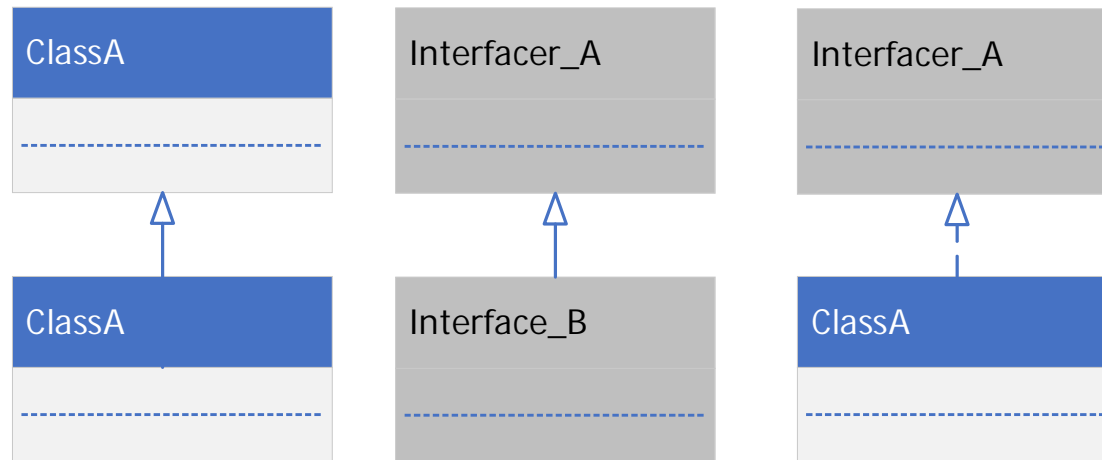 ClassA
Interfacer_A
Interfacer_A
ClassA
Interface_B
ClassA